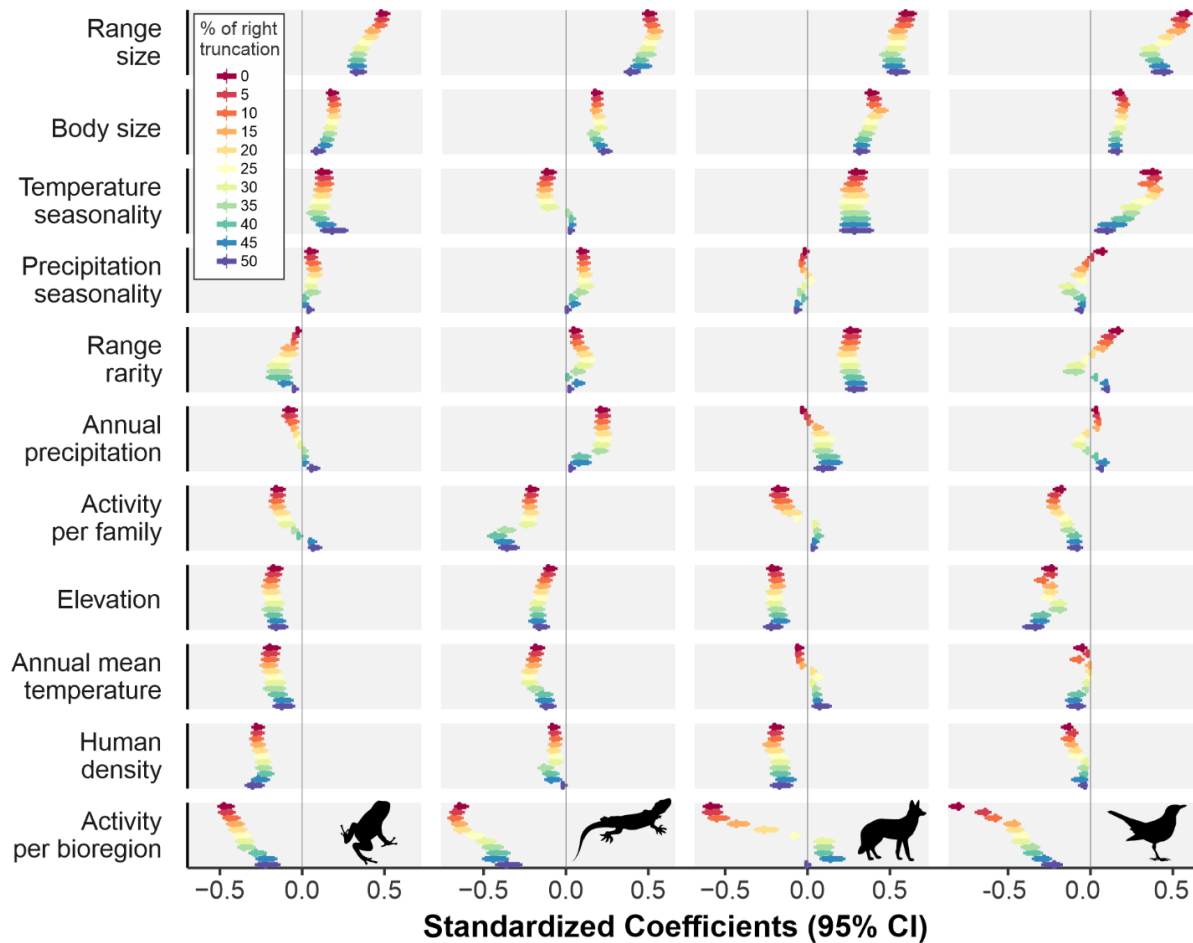 % of right
truncation
0
5
10
15
20
25
30
35
40
45
50
Range
size
Body size
Temperature
seasonality
Precipitation
seasonality
Range
rarity
Annual
precipitation
Activity
per family
Elevation
Annual mean
temperature
Human
density
Activity
per bioregion
−0.5 0.0 0.5 −0.5 0.0 0.5 −0.5 0.0 0.5 −0.5 0.0 0.5
Standardized Coefficients (95% CI)